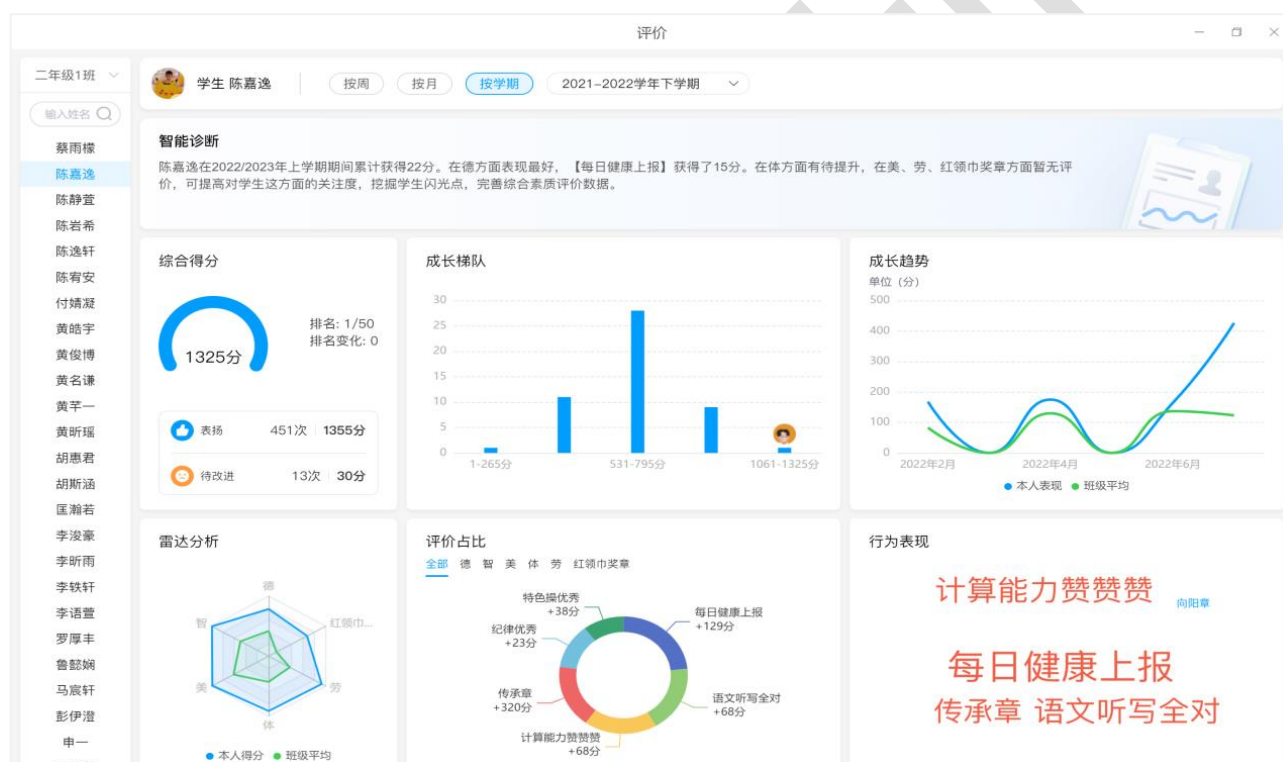 评价
二年级1班
输入姓名
蔡雨檬
陈嘉逸
陈静萱
陈岩希
陈逸轩
陈宥安
付婧凝
黄皓宇
黄俊博
黄名谦
黄芊一
黄昕瑶
胡惠君
胡斯涵
匡瀚若
李浚豪
李昕雨
李轶轩
李语萱
罗厚丰
鲁懿娴
马宸轩
彭伊澄
申一
学生 陈嘉逸
按周
按月
按学期
2021-2022学年下学期
智能诊断
陈嘉逸在2022/2023年上学期期间累计获得22分。在德方面表现最好，【每日健康上报】获得了15分。在体方面有待提升，在美、劳、红领巾奖章方面暂无评
价，可提高对学生这方面的关注度，挖掘学生闪光点，完善综合素质评价数据。
综合得分
1325分
排名: 1/50
排名变化: 0
表扬 451次 1355分
待改进 13次 30分
成长梯队
30
25
20
15
10
5
0
1-265分 531-795分 1061-1325分
成长趋势
单位（分）
500
400
300
200
100
0
2022年2月 2022年4月 2022年6月
本人表现 班级平均
雷达分析
德
智
红领巾...
美
劳
体
本人得分 班级平均
评价占比
全部 德 智 美 体 劳 红领巾奖章
特色操优秀
+38分
每日健康上报
+129分
纪律优秀
+23分
传承章
+320分
语文听写全对
+68分
计算能力赞赞赞
+68分
行为表现
计算能力赞赞赞 向阳章
每日健康上报
传承章 语文听写全对